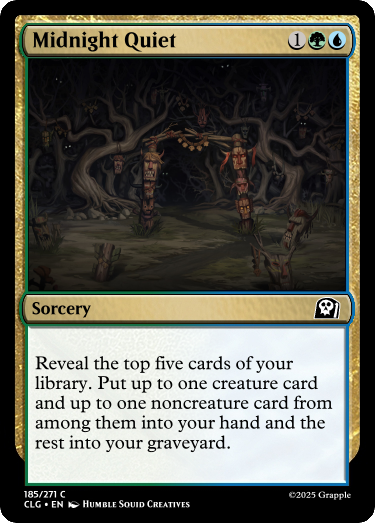 Midnight Quiet 1
Sorcery
Reveal the top five cards of your
library. Put up to one creature card
and up to one noncreature card from
among them into your hand and the
rest into your graveyard.
185/271 C
CLG • EN Humble Squid Creatives
©2025 Grapple